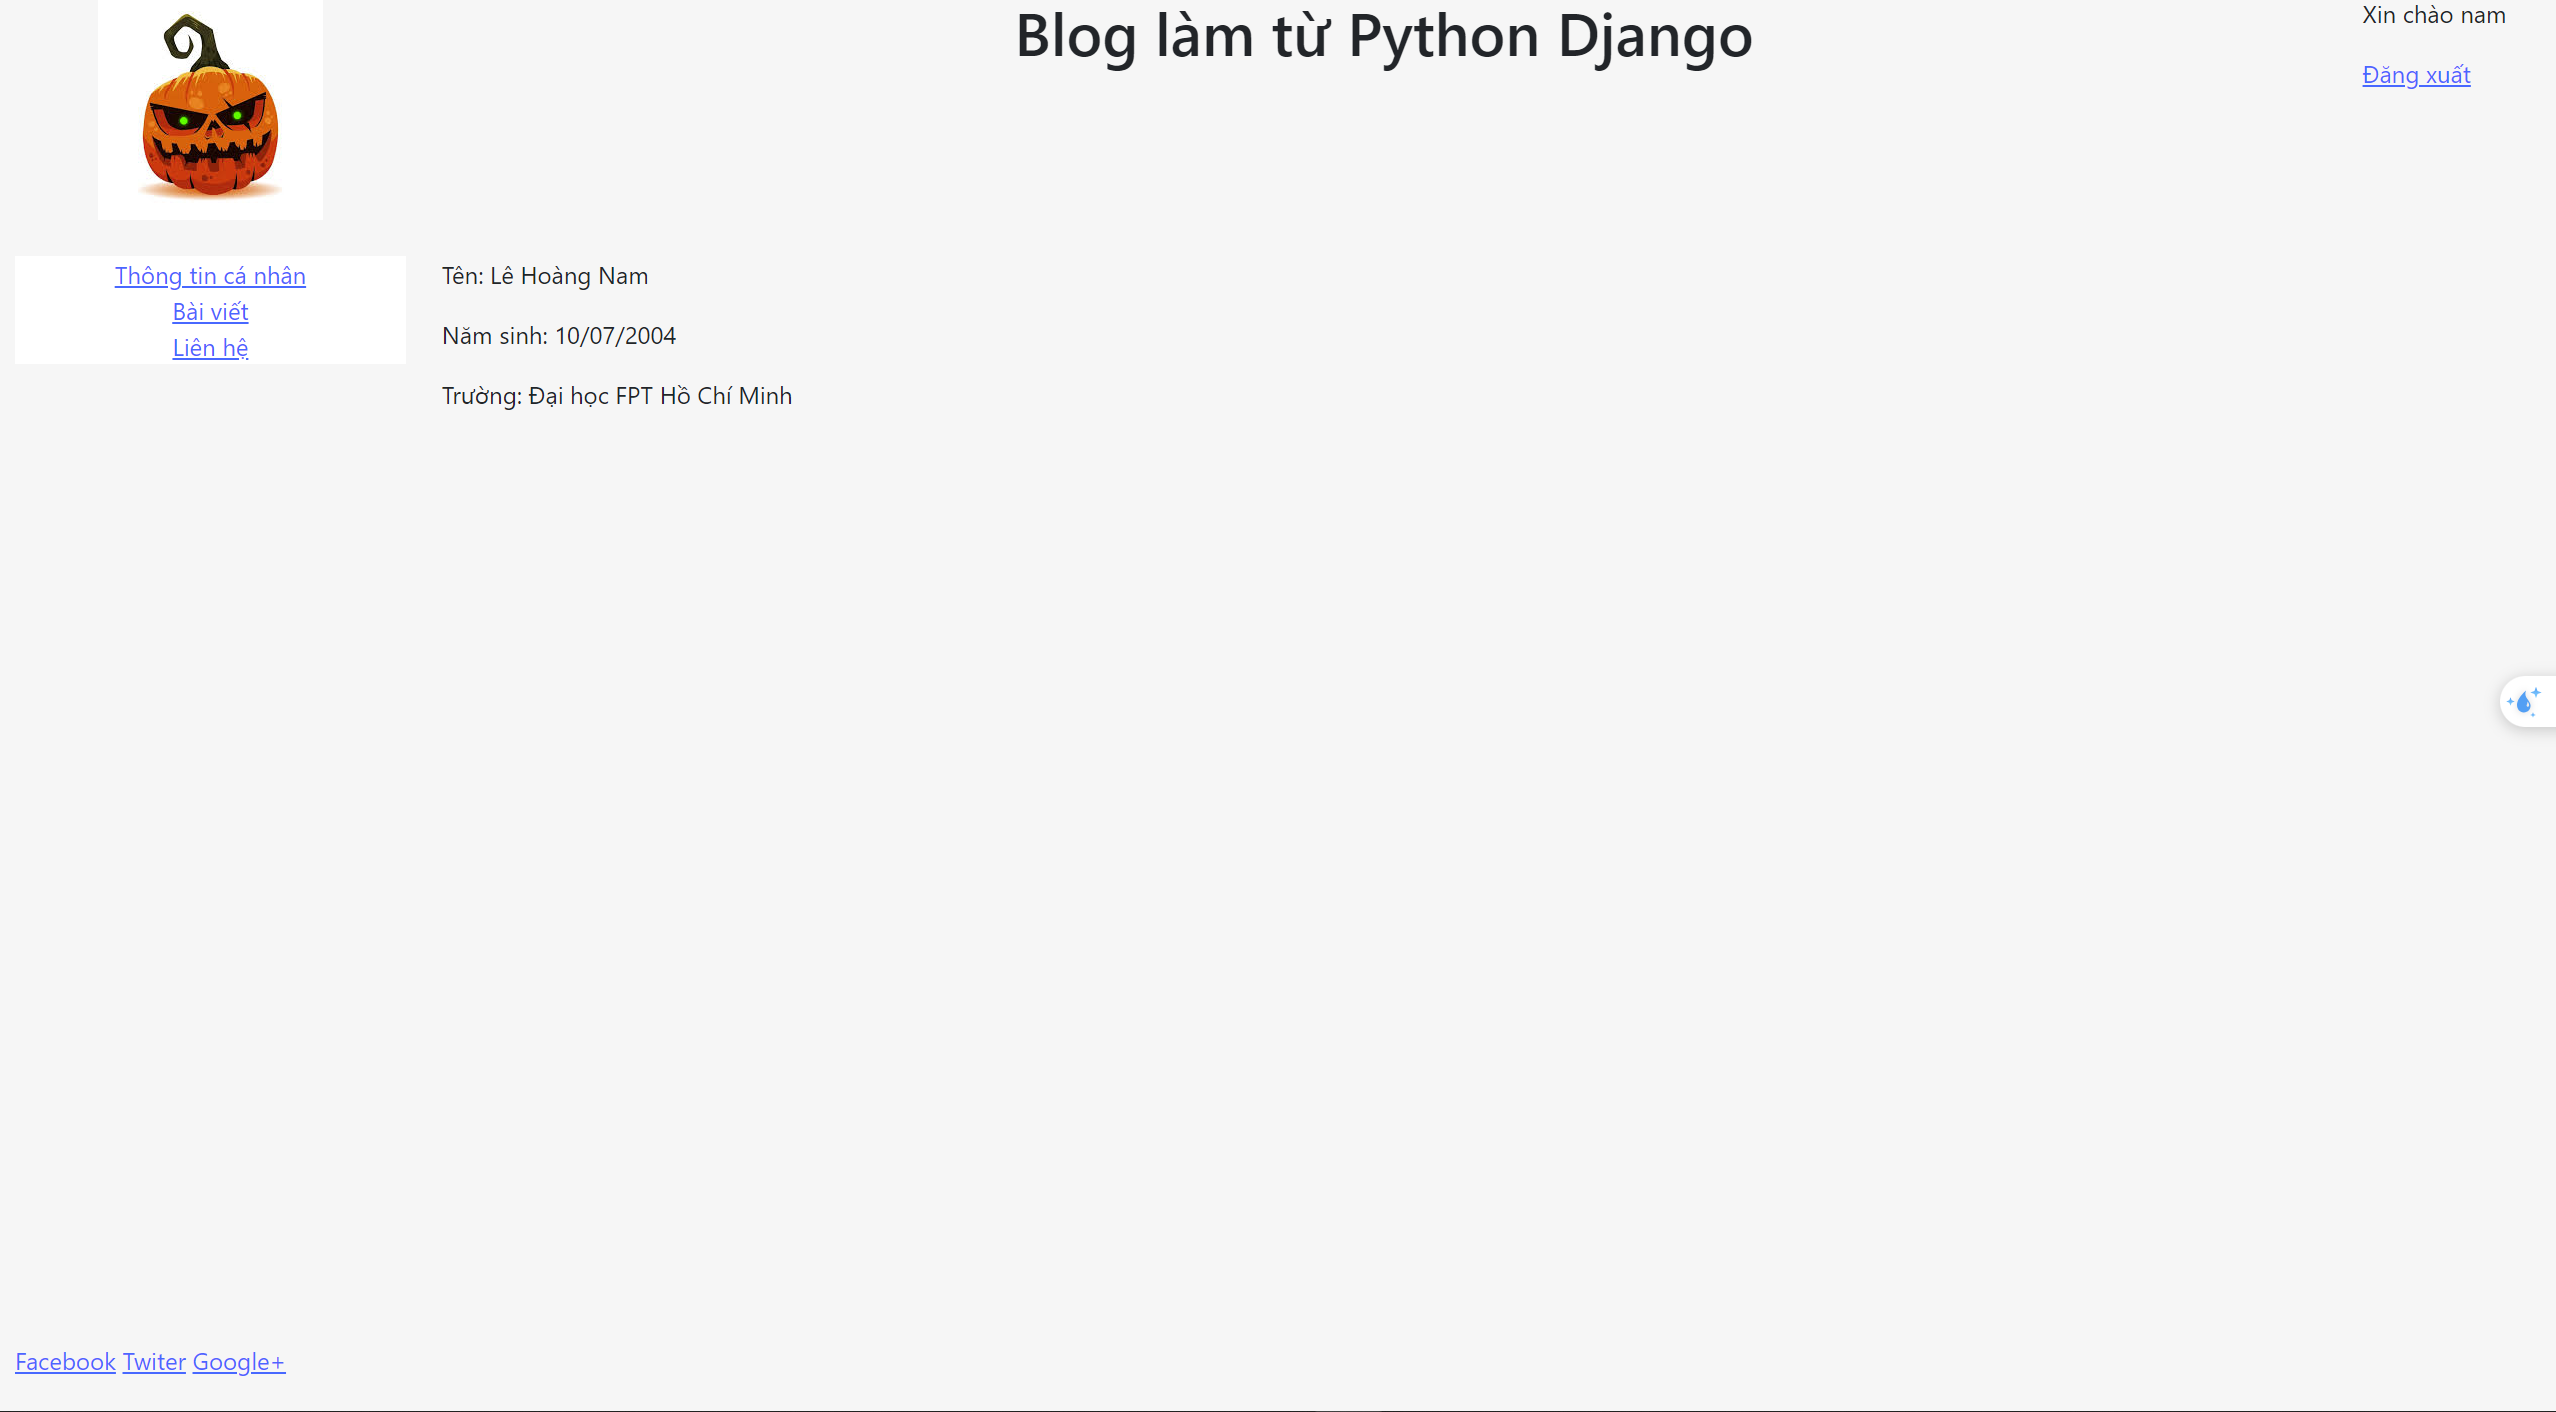 Blog làm từ Python Django
Xin chào nam
Đăng xuất
Thông tin cá nhân
Bài viết
Liên hệ
Tên: Lê Hoàng Nam
Năm sinh: 10/07/2004
Trường: Đại học FPT Hồ Chí Minh
Facebook Twiter Google+